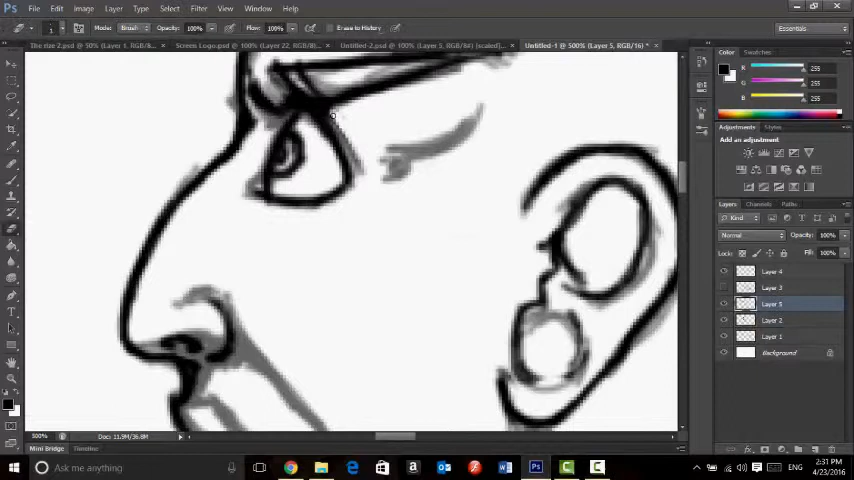 Ps File Edit Image Layer Type Select Filter View Window Help
1 Mode: Brush Opacity: 100% Flow: 100% Erase to History Essentials
The size 2.psd @ 50% (Layer 1, RGB/8... × Screen Logo.psd @ 100% (Layer 22, RGB/8)... × Untitled-2.psd @ 100% (Layer 5, RGB/8#) [scaled]... × Untitled-1 @ 500% (Layer 5, RGB/16) * ×
Color Swatches
R 255
G 255
B 255
Adjustments Styles
Add an adjustment
Layers Channels Paths
Kind
Normal Opacity: 100%
Lock: Fill: 100%
Layer 4
Layer 3
Layer 5
Layer 2
Layer 1
Background
500% Doc: 11.9M/36.8M
Mini Bridge Timeline
Ask me anything
ENG 2:31 PM
4/23/2016